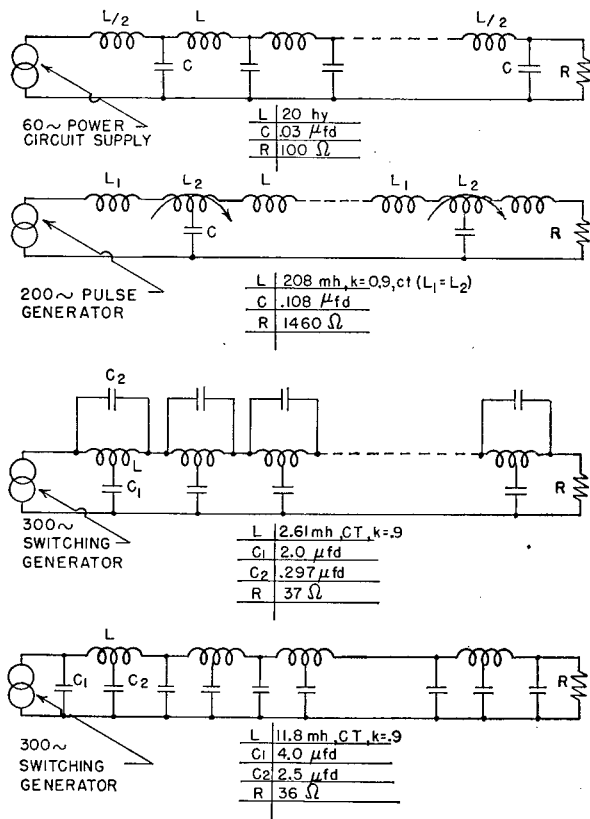 L/2 L L/2
C C R
60~ POWER
CIRCUIT SUPPLY
L 20 hy
C .03 µfd
R 100 Ω
L₁ L₂ L L₁ L₂
C R
200~ PULSE
GENERATOR
L 208 mh, k=0.9, ct (L₁=L₂)
C .108 µfd
R 1460 Ω
C₂
L
C₁ R
300~
SWITCHING
GENERATOR
L 2.61 mh, CT, k=.9
C₁ 2.0 µfd
C₂ .297 µfd
R 37 Ω
L
C₁ C₂ R
300~
SWITCHING
GENERATOR
L 11.8 mh, CT, k=.9
C₁ 4.0 µfd
C₂ 2.5 µfd
R 36 Ω